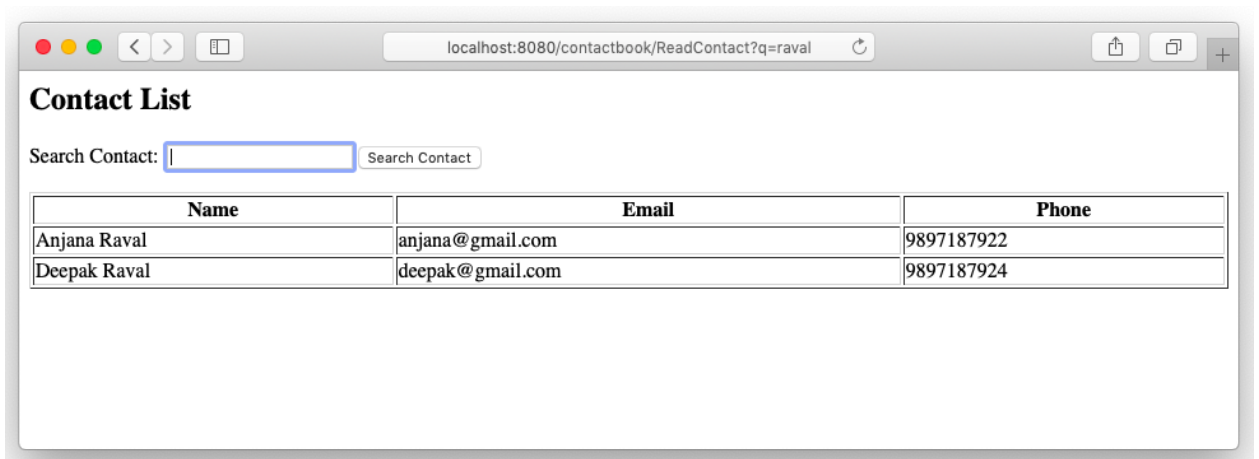 localhost:8080/contactbook/ReadContact?q=raval
Contact List
Search Contact: Search Contact
Name Email Phone
Anjana Raval anjana@gmail.com 9897187922
Deepak Raval deepak@gmail.com 9897187924